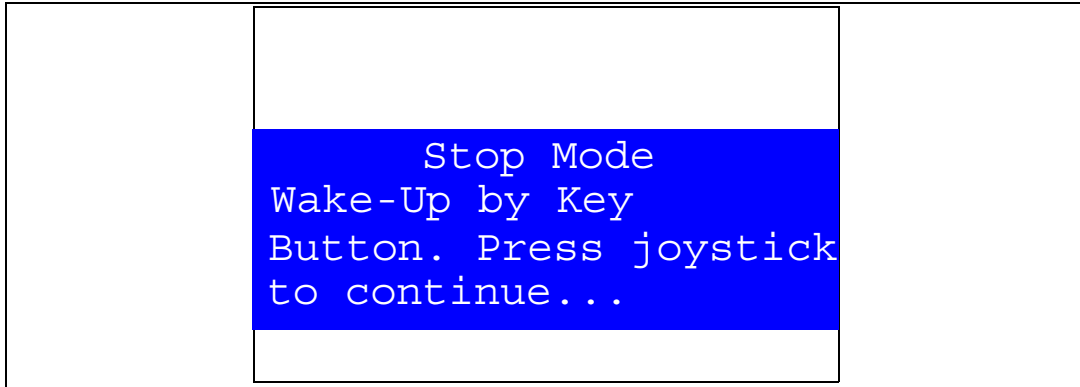 Stop Mode
Wake-Up by Key
Button. Press joystick
to continue...